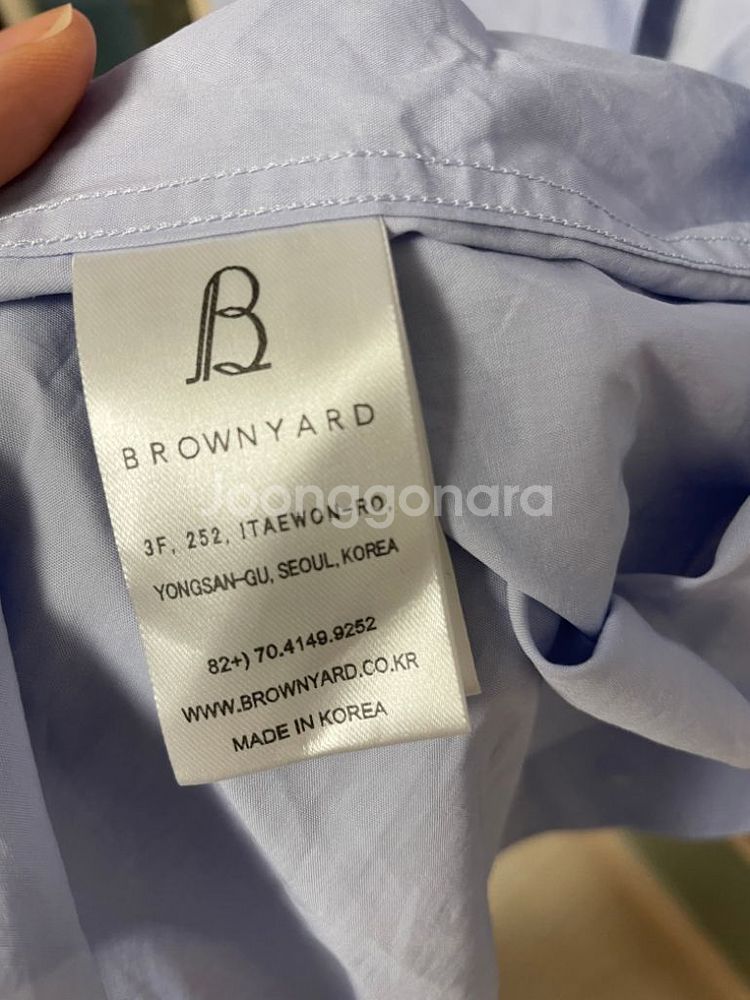 B
BROWNYARD
Joonggonara
3F, 252, ITAEWON-RO,
YONGSAN-GU, SEOUL, KOREA
82+) 70.4149.9252
WWW.BROWNYARD.CO.KR
MADE IN KOREA